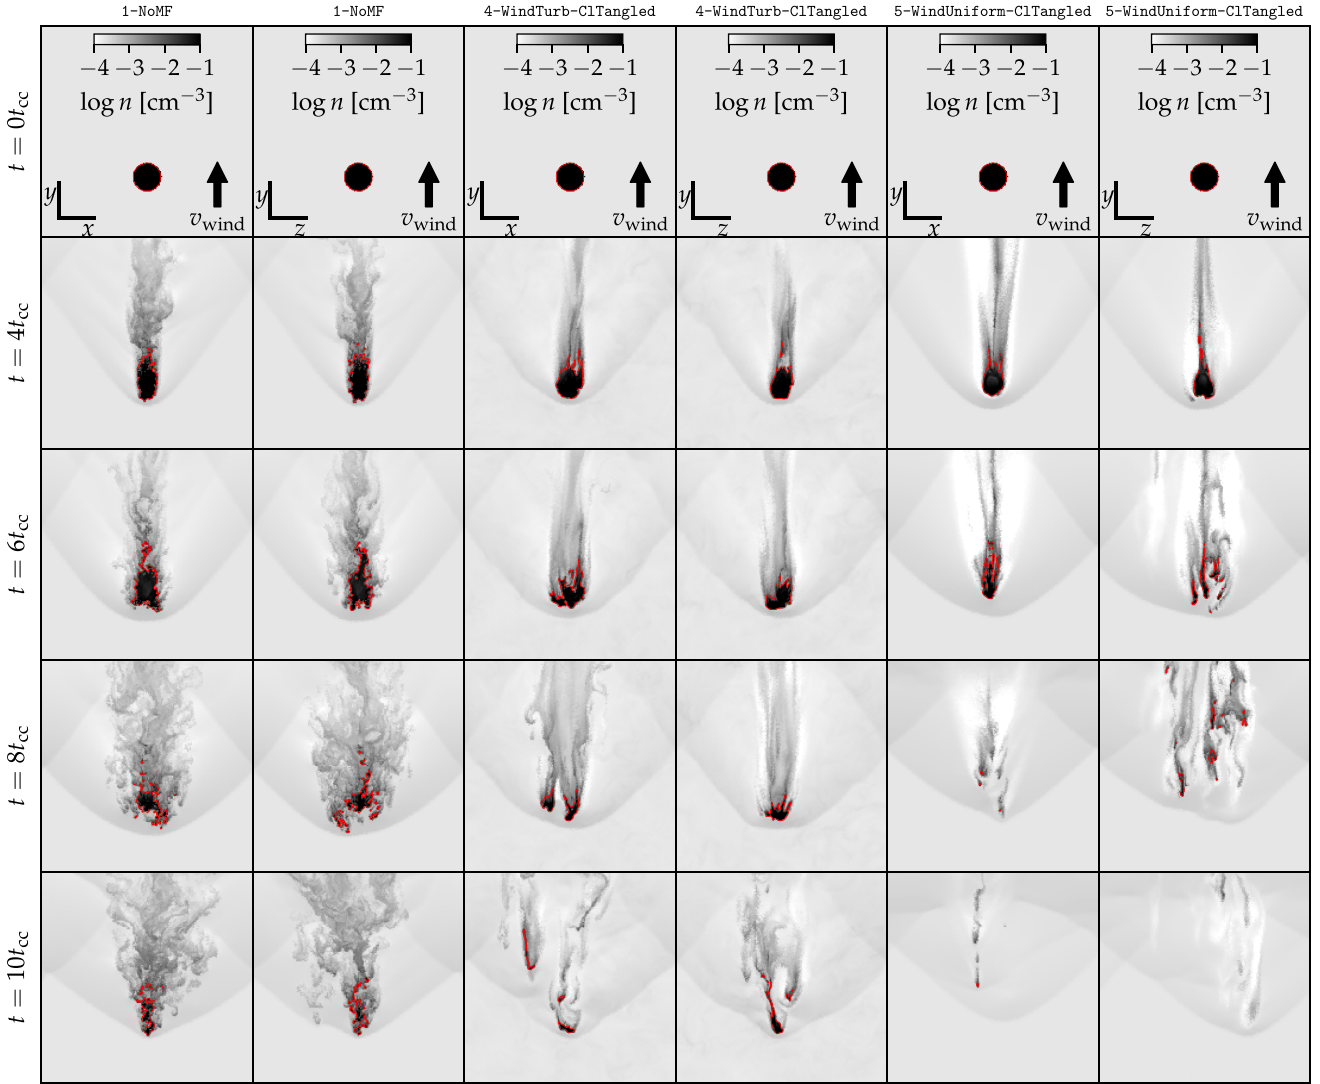 1-NoMF 1-NoMF 4-WindTurb-ClTangled 4-WindTurb-ClTangled 5-WindUniform-ClTangled 5-WindUniform-ClTangled
−4 −3 −2 −1 −4 −3 −2 −1 −4 −3 −2 −1 −4 −3 −2 −1 −4 −3 −2 −1 −4 −3 −2 −1
log n [cm⁻³] log n [cm⁻³] log n [cm⁻³] log n [cm⁻³] log n [cm⁻³] log n [cm⁻³]
t = 0t_cc
y y y y y y
x v_wind z v_wind x v_wind z v_wind x v_wind z v_wind
t = 4t_cc
t = 6t_cc
t = 8t_cc
t = 10t_cc